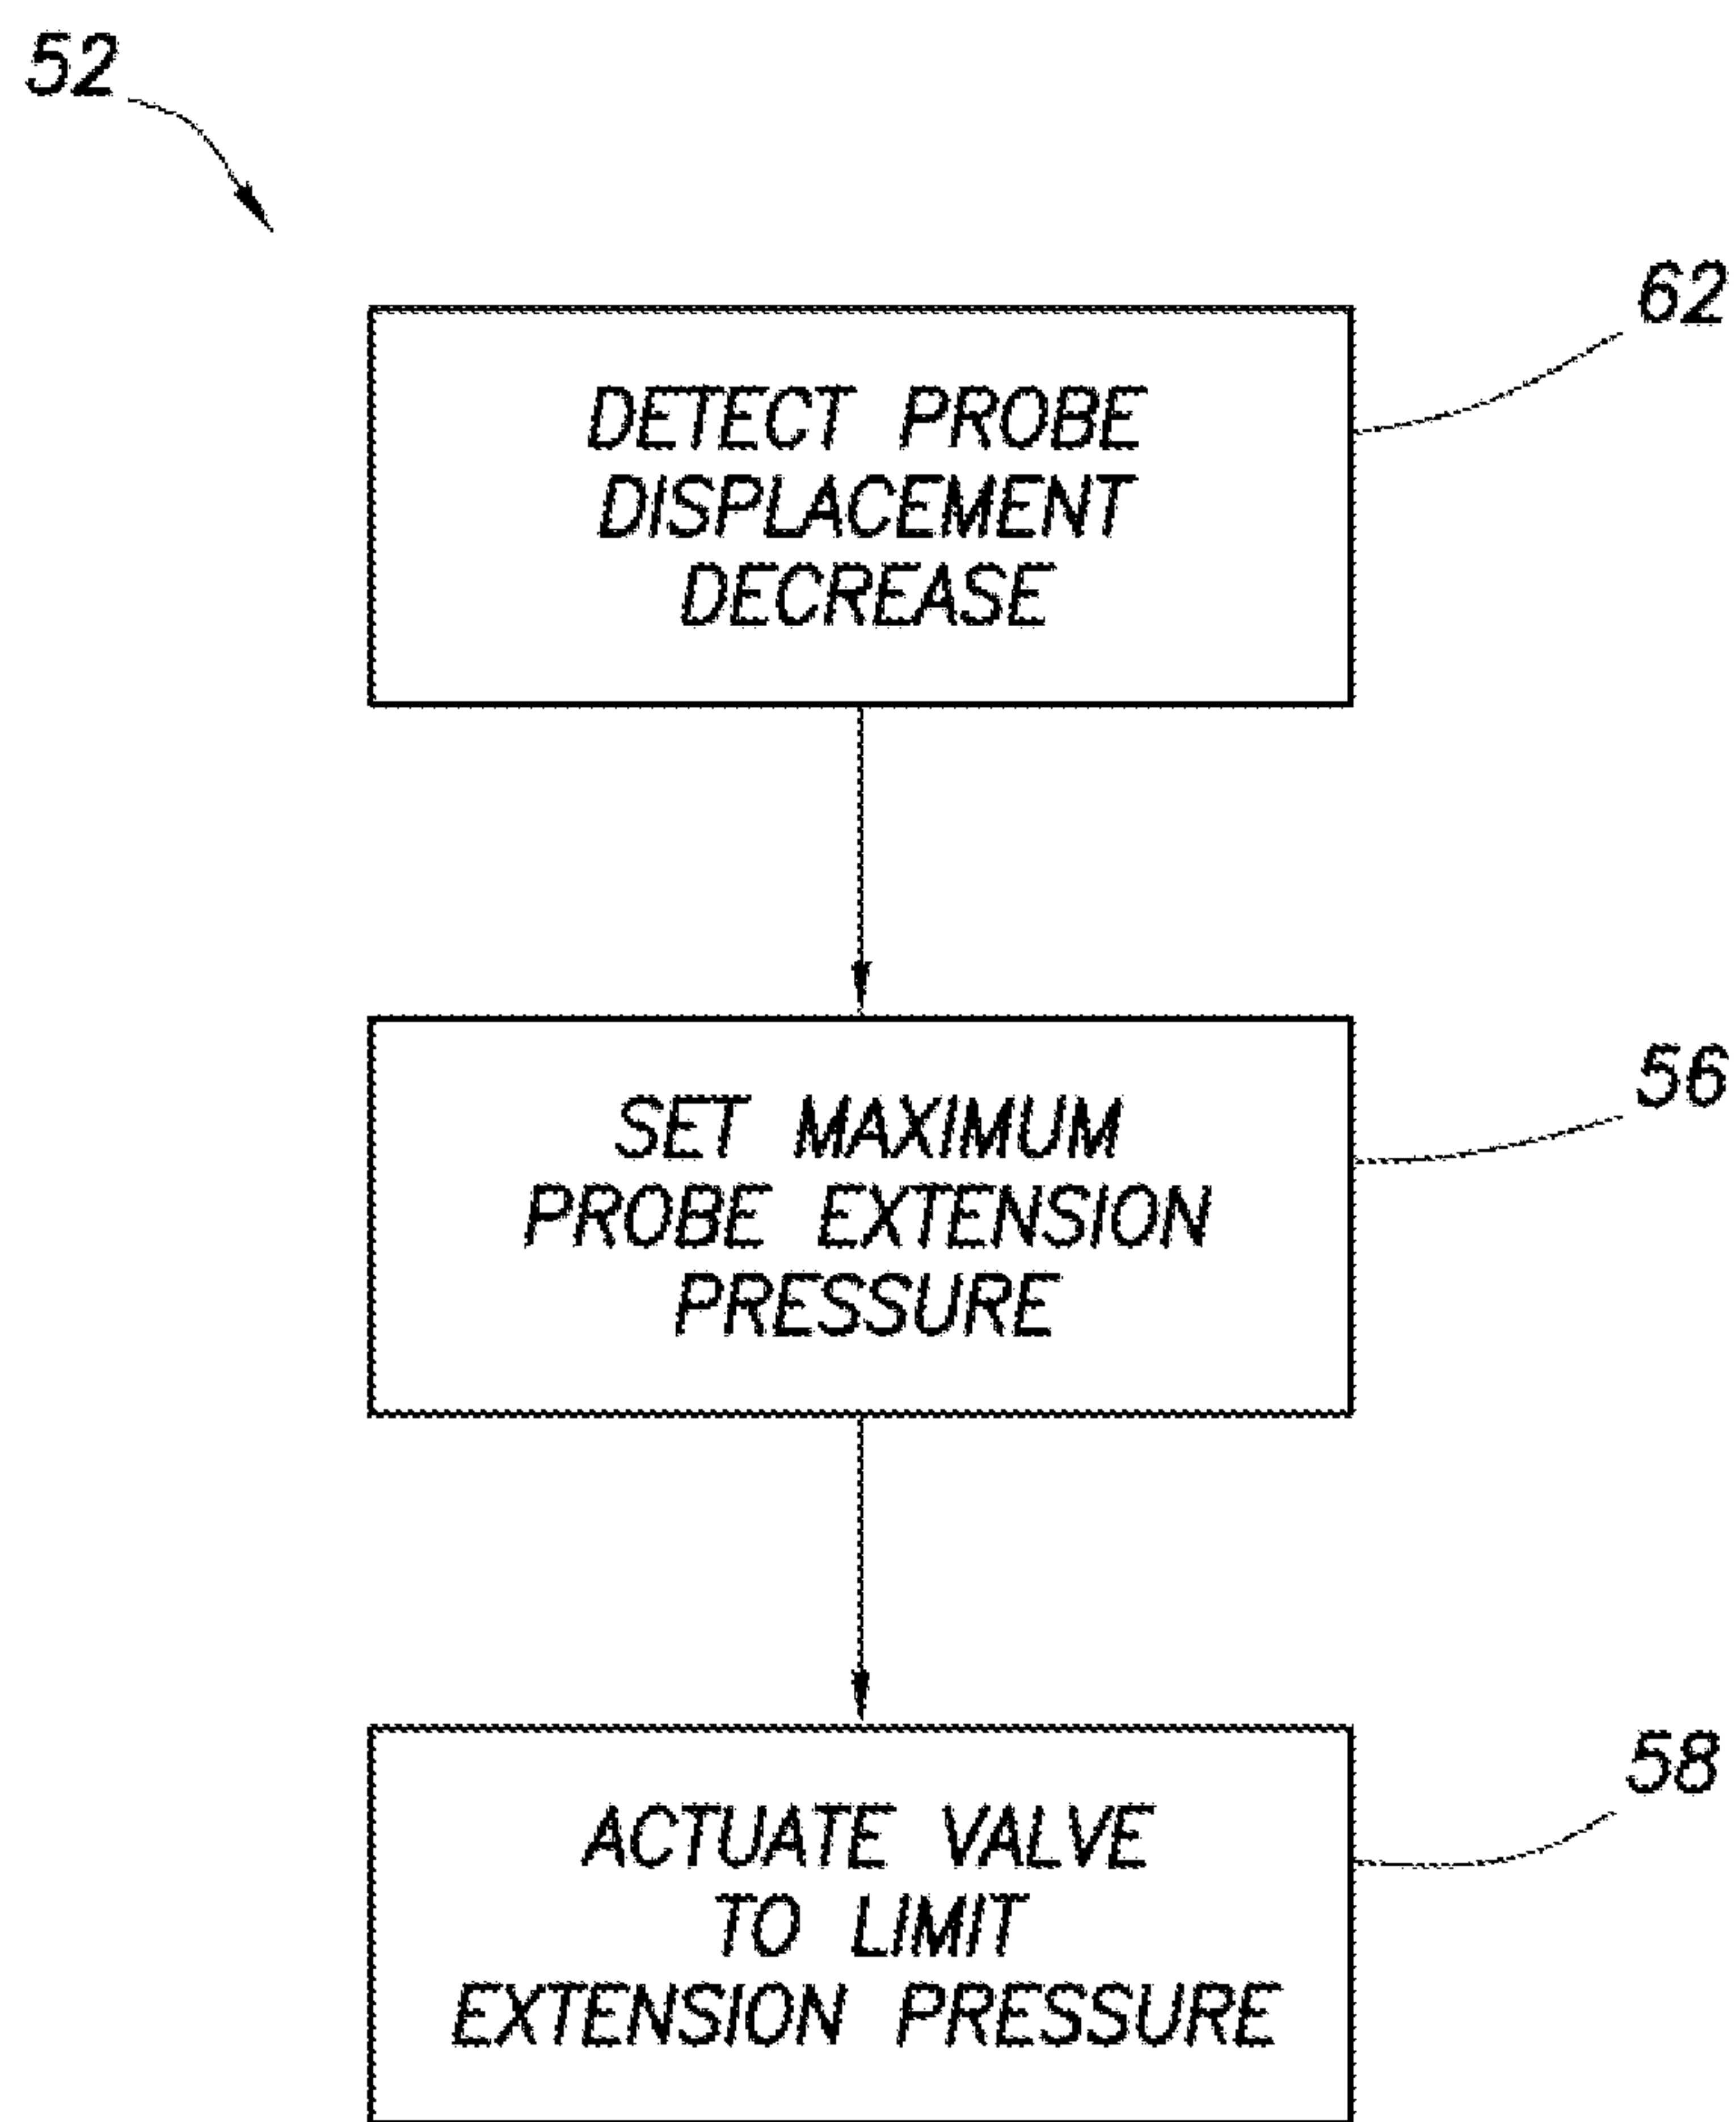 52
62
DETECT PROBE
DISPLACEMENT
DECREASE
56
SET MAXIMUM
PROBE EXTENSION
PRESSURE
58
ACTUATE VALVE
TO LIMIT
EXTENSION PRESSURE